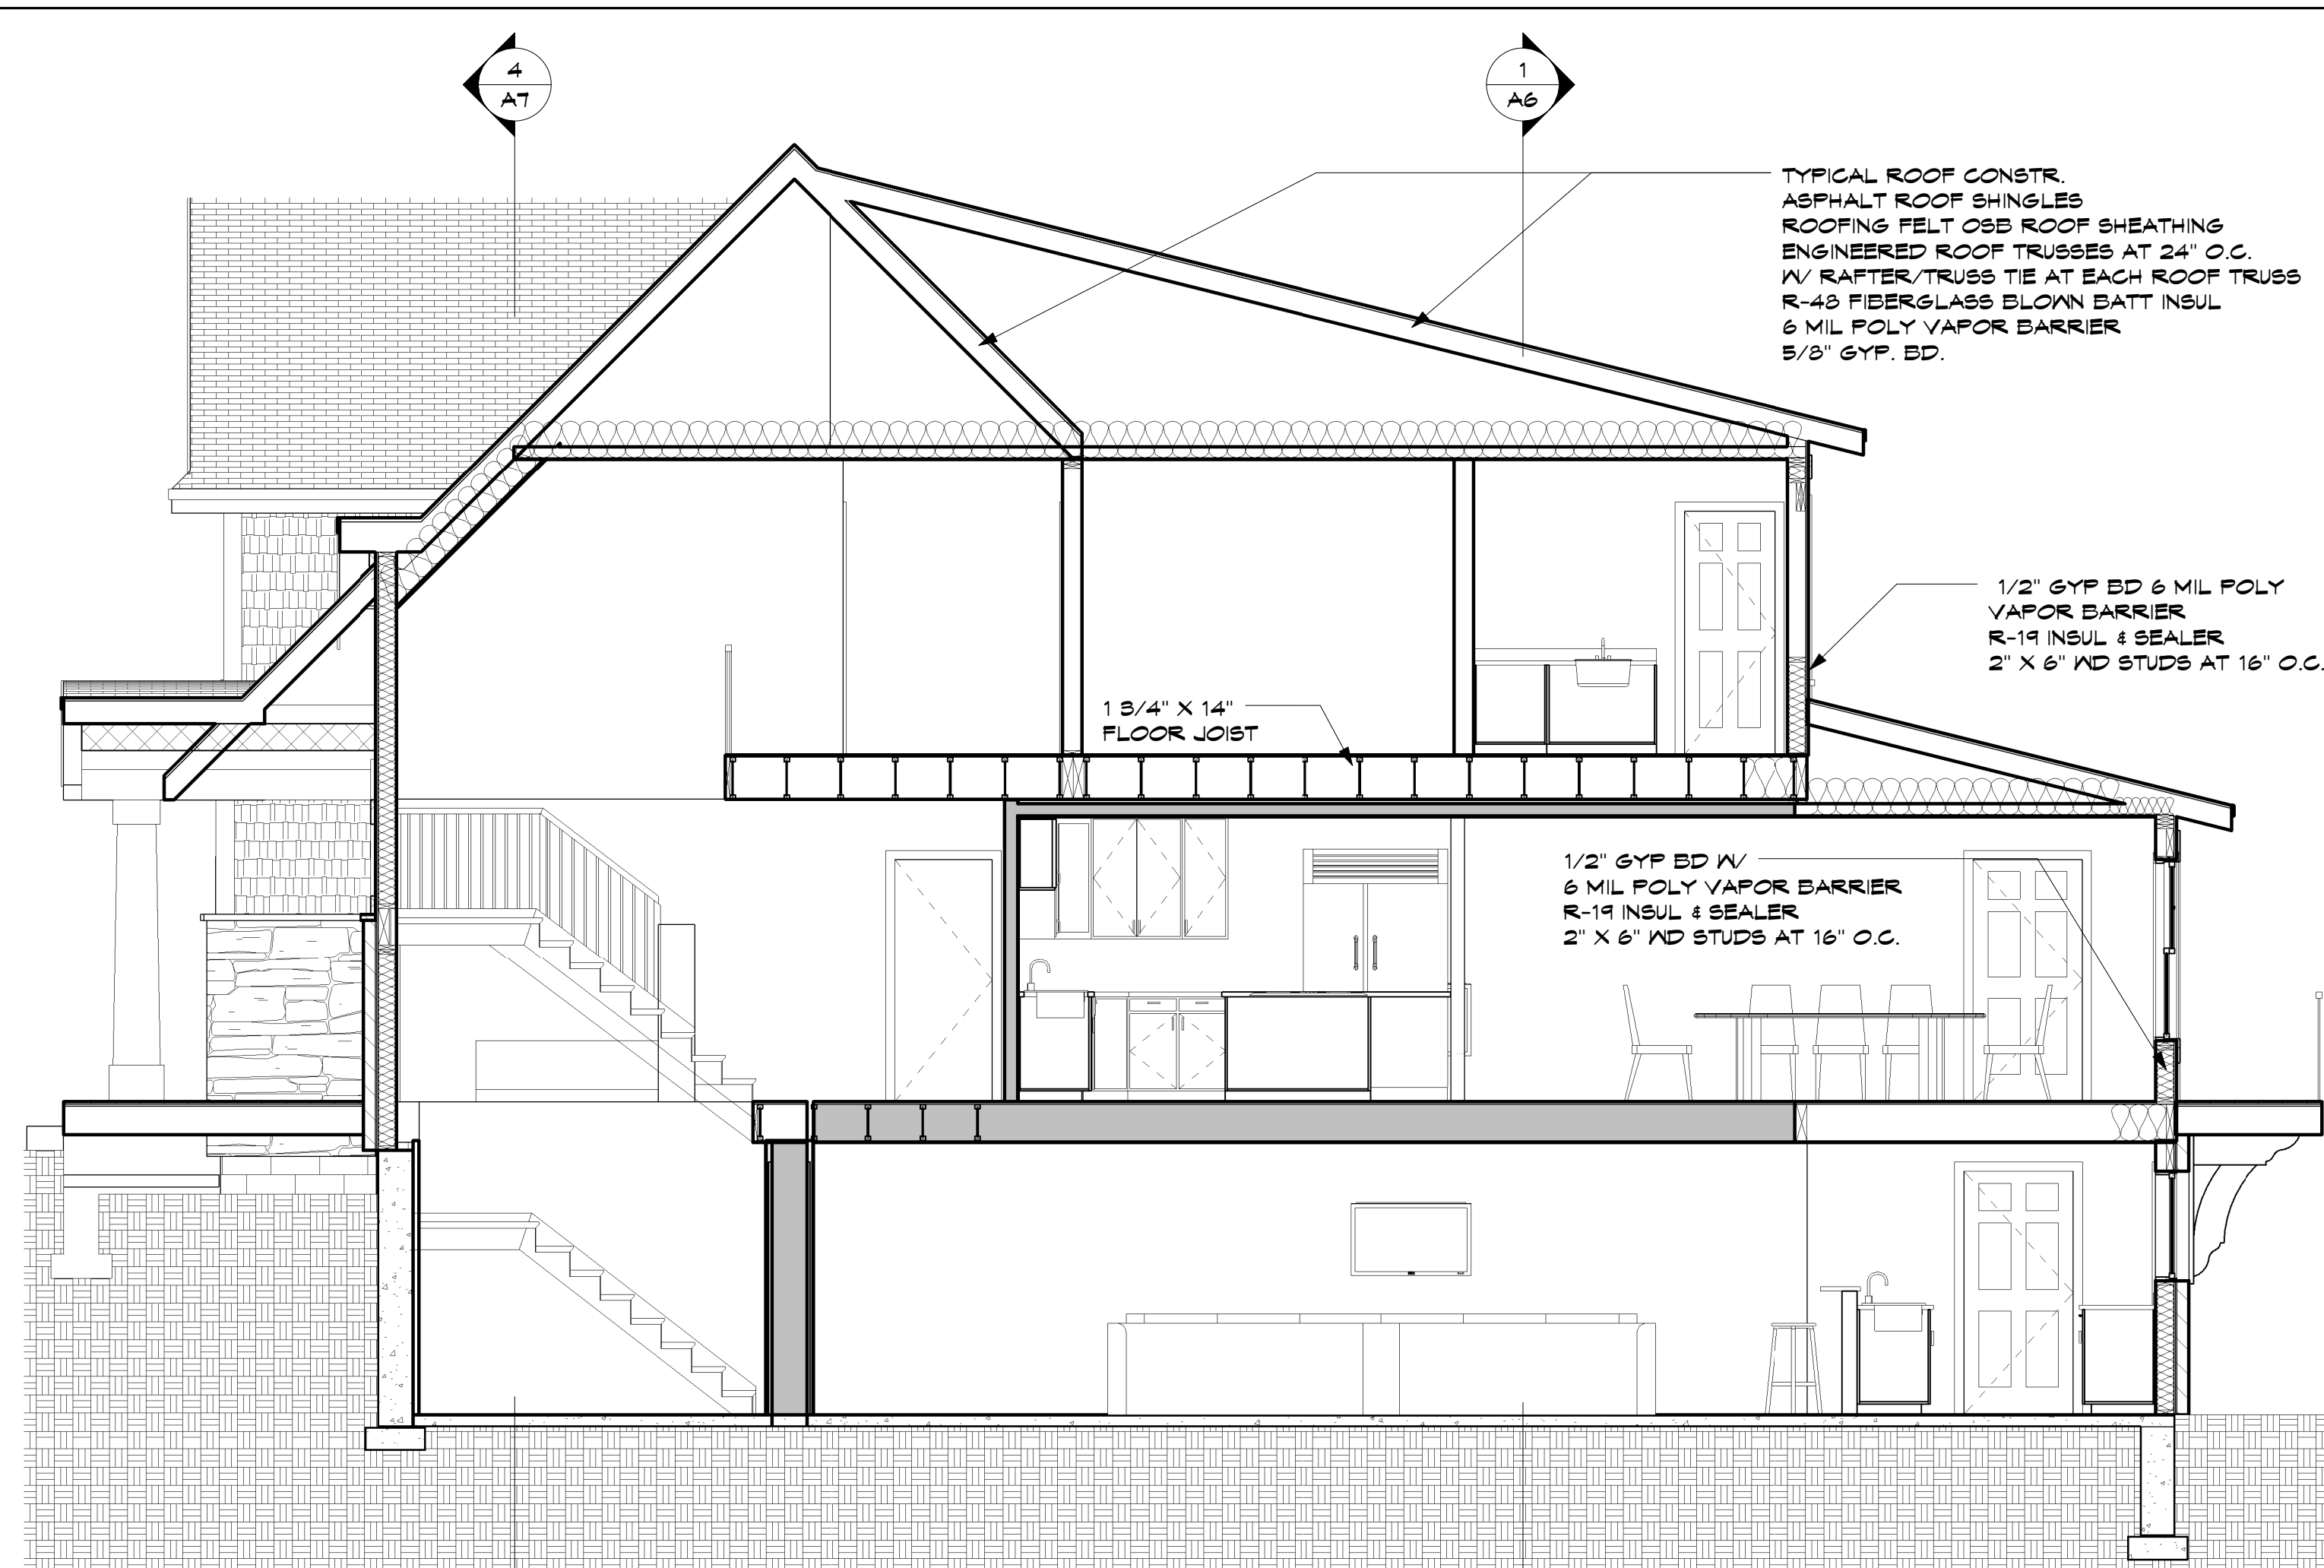 4
A7
1
A6
TYPICAL ROOF CONSTR.
ASPHALT ROOF SHINGLES
ROOFING FELT OSB ROOF SHEATHING
ENGINEERED ROOF TRUSSES AT 24" O.C.
W/ RAFTER/TRUSS TIE AT EACH ROOF TRUSS
R-48 FIBERGLASS BLOWN BATT INSUL
6 MIL POLY VAPOR BARRIER
5/8" GYP. BD.
1/2" GYP BD 6 MIL POLY
VAPOR BARRIER
R-19 INSUL & SEALER
2" X 6" WD STUDS AT 16" O.C.
1 3/4" X 14"
FLOOR JOIST
1/2" GYP BD W/
6 MIL POLY VAPOR BARRIER
R-19 INSUL & SEALER
2" X 6" WD STUDS AT 16" O.C.